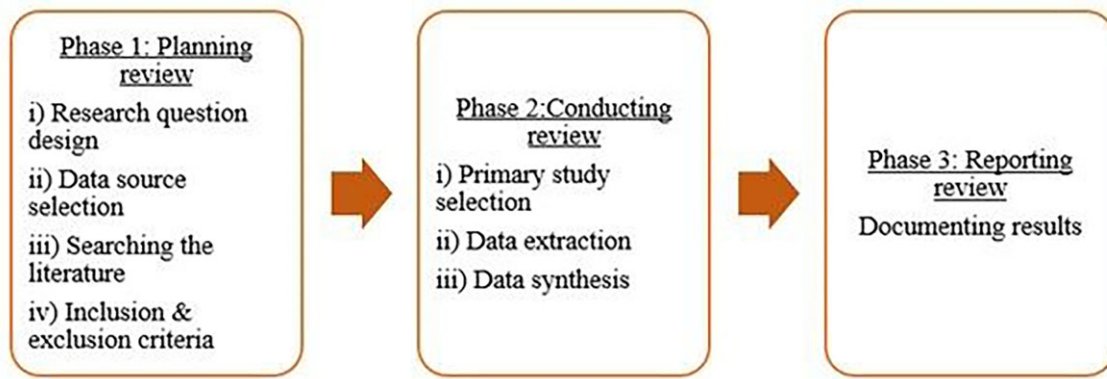 Phase 1: Planning
review
i) Research question
design
ii) Data source
selection
iii) Searching the
literature
iv) Inclusion &
exclusion criteria
Phase 2:Conducting
review
i) Primary study
selection
ii) Data extraction
iii) Data synthesis
Phase 3: Reporting
review
Documenting results